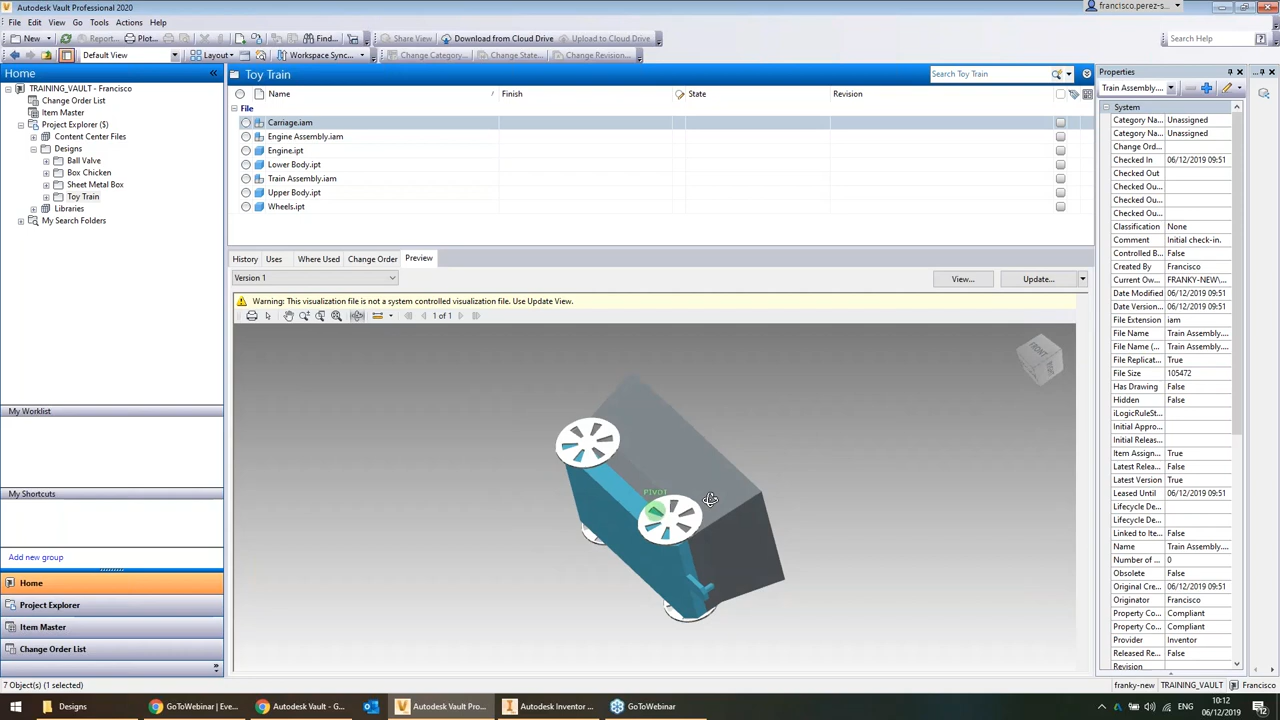 Autodesk Vault Professional 2020
francisco.perez-s...
File Edit View Go Tools Actions Help
New Report... Plot... Find... Share View Download from Cloud Drive Upload to Cloud Drive Search Help
Default View Layout Workspace Sync... Change Category... Change State... Change Revision...
Home
TRAINING_VAULT - Francisco
Change Order List
Item Master
Project Explorer ($)
Content Center Files
Designs
Ball Valve
Box Chicken
Sheet Metal Box
Toy Train
Libraries
My Search Folders
My Worklist
My Shortcuts
Add new group
Home
Project Explorer
Item Master
Change Order List
Toy Train
Search Toy Train
Name Finish State Revision
File
Carriage.iam
Engine Assembly.iam
Engine.ipt
Lower Body.ipt
Train Assembly.iam
Upper Body.ipt
Wheels.ipt
History Uses Where Used Change Order Preview
Version 1 View... Update...
Warning: This visualization file is not a system controlled visualization file. Use Update View.
1 of 1
FRONT
PIVOT
Properties
Train Assembly....
System
Category Na... Unassigned
Category Na... Unassigned
Change Ord...
Checked In 06/12/2019 09:51
Checked Out
Checked Ou...
Checked Ou...
Checked Ou...
Classification None
Comment Initial check-in.
Controlled B... False
Created By Francisco
Current Ow... FRANKY-NEW\...
Date Modified 06/12/2019 09:51
Date Version... 06/12/2019 09:51
File Extension iam
File Name Train Assembly....
File Name (... Train Assembly....
File Replicat... True
File Size 105472
Has Drawing False
Hidden False
iLogicRuleSt...
Initial Appro...
Initial Releas...
Item Assign... True
Latest Relea... False
Latest Version True
Leased Until 06/12/2019 09:51
Lifecycle De...
Lifecycle De...
Linked to Ite... False
Name Train Assembly....
Number of ... 0
Obsolete False
Original Cre... 06/12/2019 09:51
Originator Francisco
Property Co... Compliant
Property Co... Compliant
Provider Inventor
Released Re... False
Revision
7 Object(s) (1 selected) franky-new TRAINING_VAULT Francisco
Designs GoToWebinar | Eve... Autodesk Vault - G... Autodesk Vault Pro... Autodesk Inventor ... GoToWebinar ENG 10:12
06/12/2019